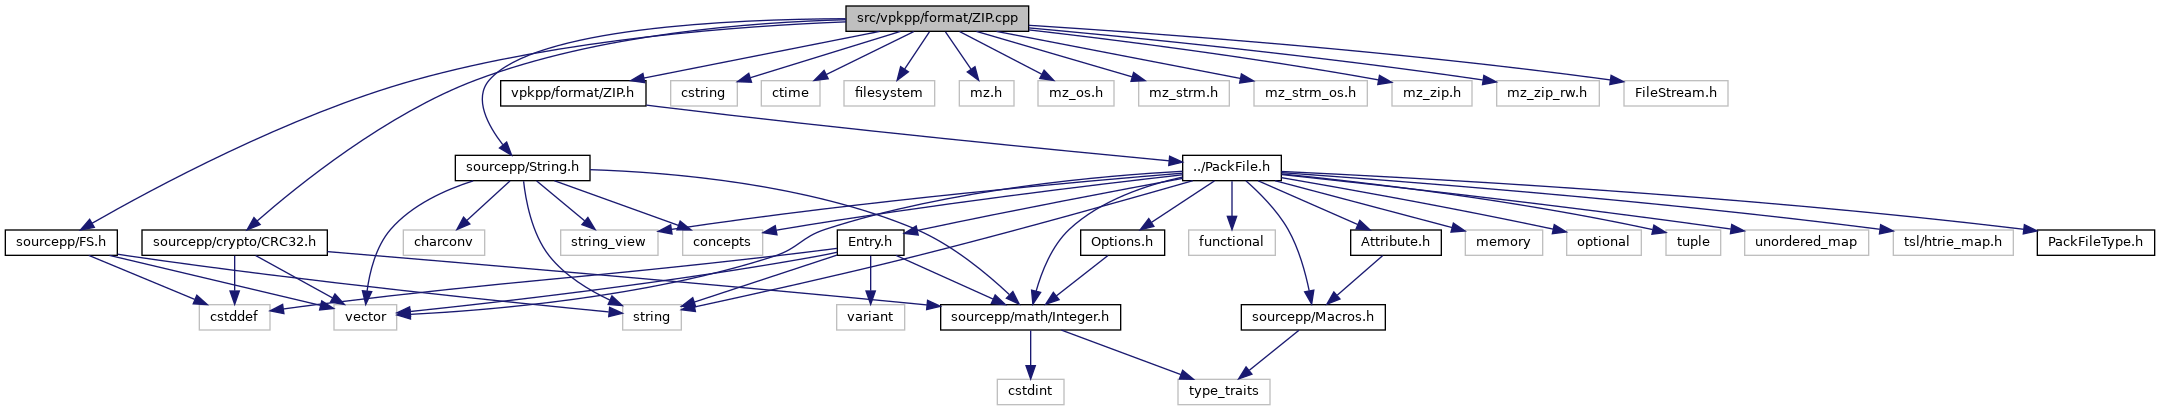 src/vpkpp/format/ZIP.cpp
vpkpp/format/ZIP.h
cstring
ctime
filesystem
mz.h
mz_os.h
mz_strm.h
mz_strm_os.h
mz_zip.h
mz_zip_rw.h
FileStream.h
sourcepp/String.h
../PackFile.h
sourcepp/FS.h
sourcepp/crypto/CRC32.h
charconv
string_view
concepts
Entry.h
Options.h
functional
Attribute.h
memory
optional
tuple
unordered_map
tsl/htrie_map.h
PackFileType.h
cstddef
vector
string
variant
sourcepp/math/Integer.h
sourcepp/Macros.h
cstdint
type_traits